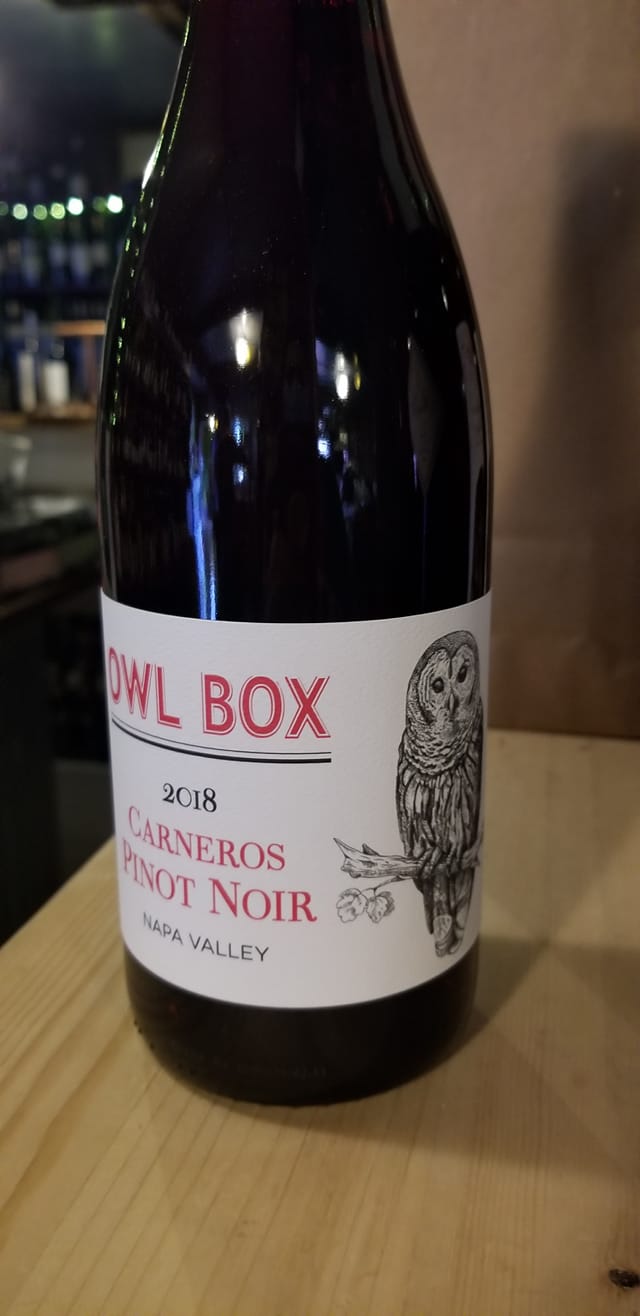 OWL BOX
2018
CARNEROS
PINOT NOIR
NAPA VALLEY